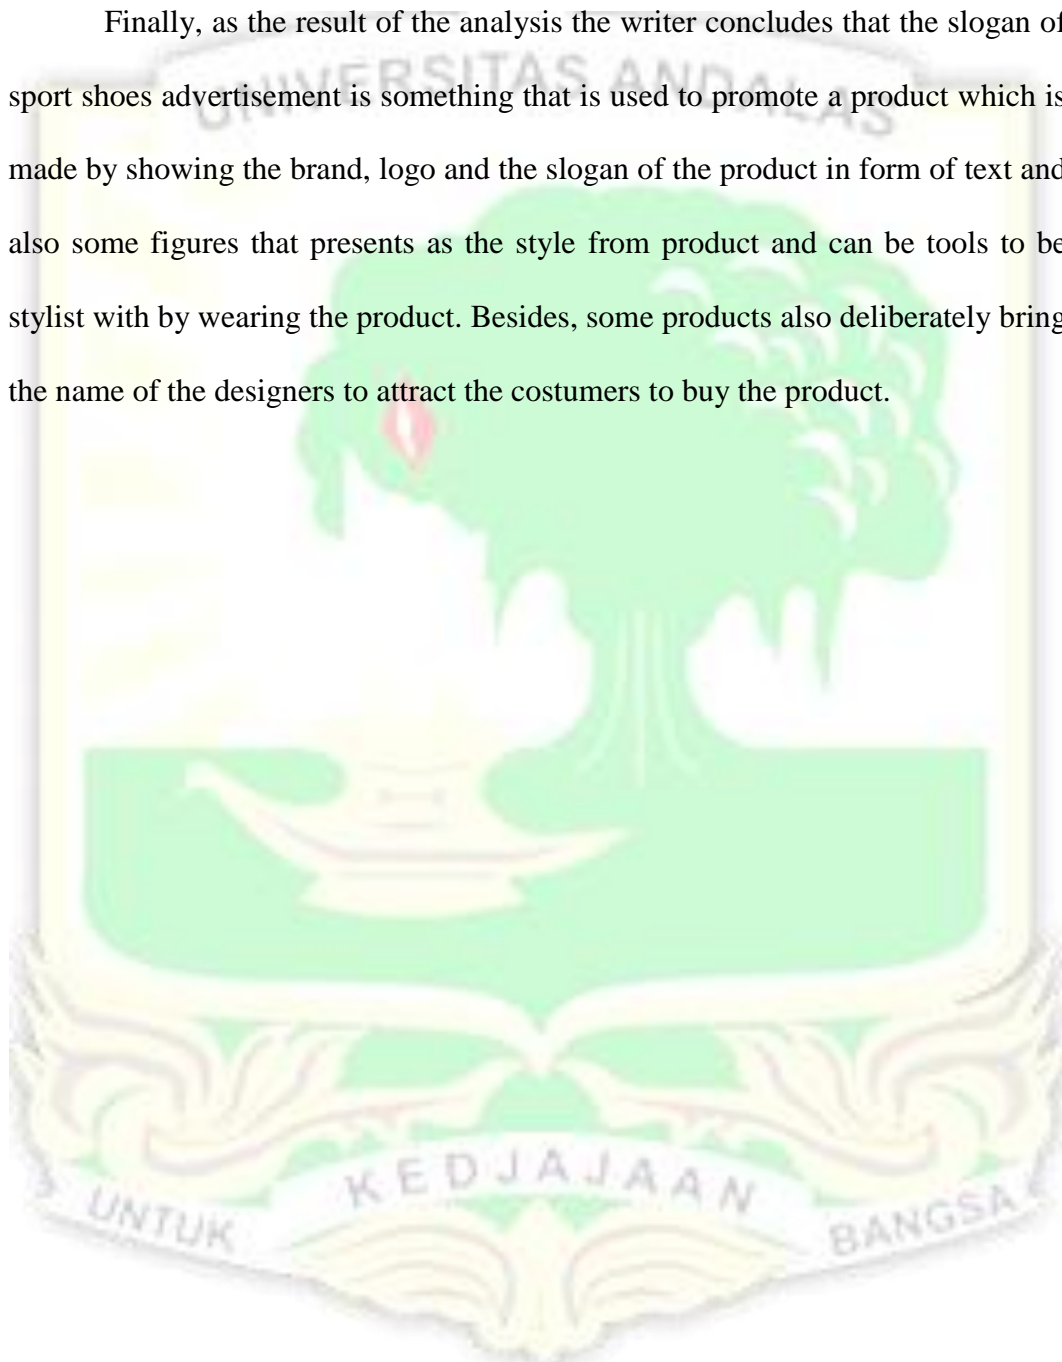 Finally, as the result of the analysis the writer concludes that the slogan of
UNIVERSITAS ANDALAS
sport shoes advertisement is something that is used to promote a product which is
made by showing the brand, logo and the slogan of the product in form of text and
also some figures that presents as the style from product and can be tools to be
stylist with by wearing the product. Besides, some products also deliberately bring
the name of the designers to attract the costumers to buy the product.
UNTUK KEDJAJAAN BANGSA